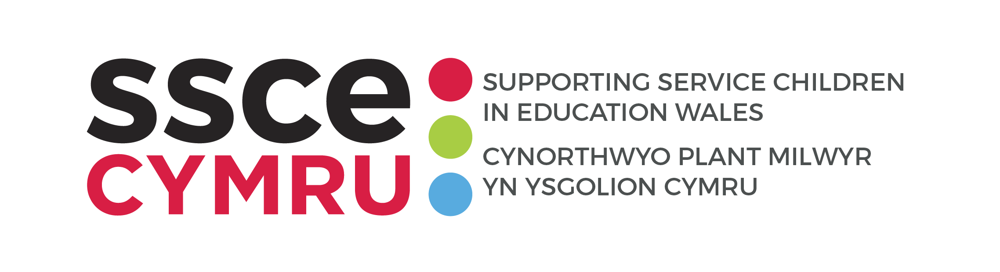 ssce
CYMRU
SUPPORTING SERVICE CHILDREN
IN EDUCATION WALES
CYNORTHWYO PLANT MILWYR
YN YSGOLION CYMRU